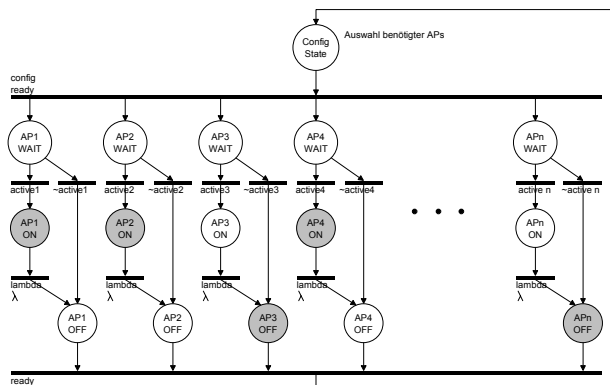 Config
State
Auswahl benötigter APs
config
ready
AP1
WAIT
AP2
WAIT
AP3
WAIT
AP4
WAIT
APn
WAIT
active1
~active1
active2
~active2
active3
~active3
active4
~active4
active n
~active n
AP1
ON
AP2
ON
AP3
ON
AP4
ON
APn
ON
lambda
λ
lambda
λ
lambda
λ
lambda
λ
lambda
λ
AP1
OFF
AP2
OFF
AP3
OFF
AP4
OFF
APn
OFF
ready